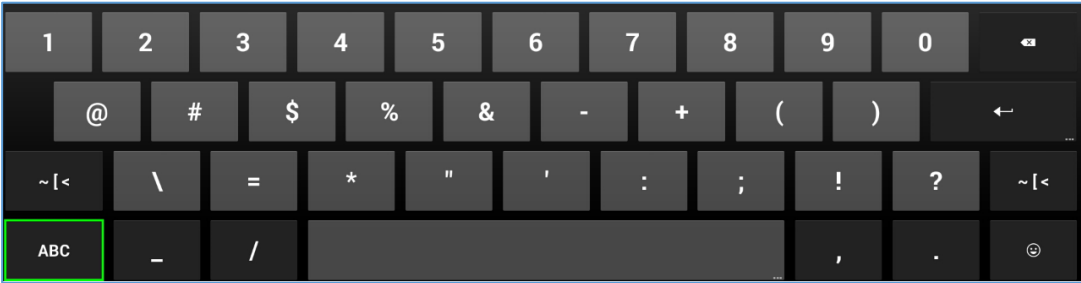 1 2 3 4 5 6 7 8 9 0
@ # $ % & - + ( )
~[< \ = * " ' : ; ! ? ~[<
ABC _ / , .